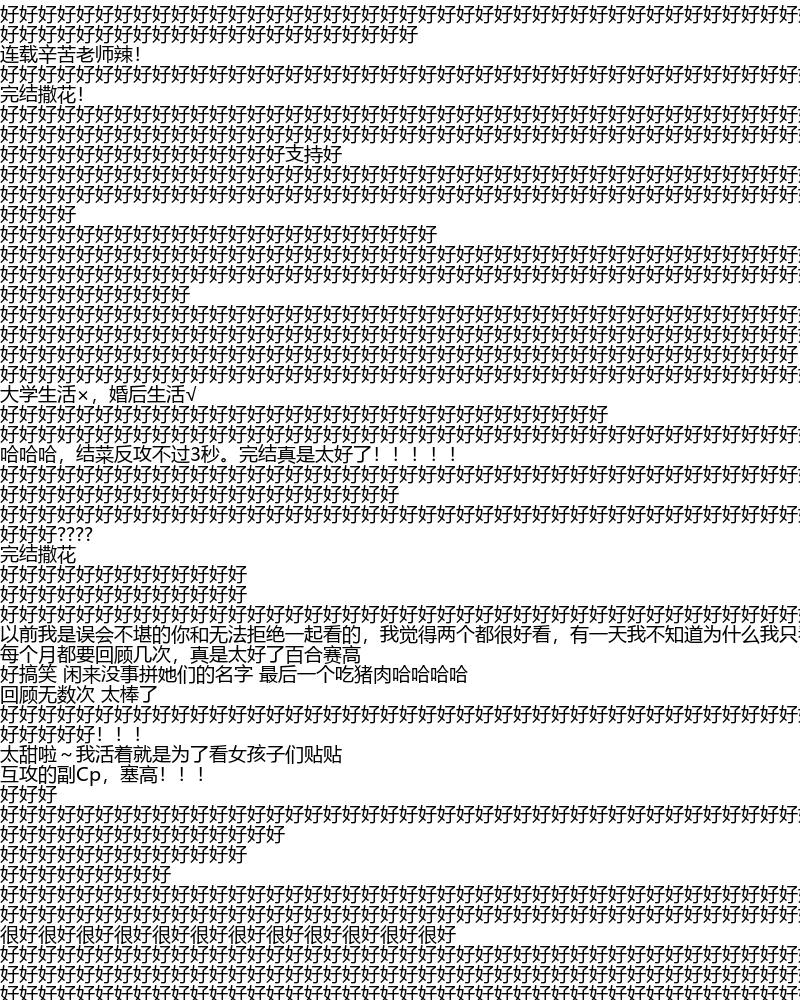 好好好好好好好好好好好好好好好好好好好好好好好好好好好好好好好好好好好好好好好好好好
好好好好好好好好好好好好好好好好好好好好好好
连载辛苦老师辣！
好好好好好好好好好好好好好好好好好好好好好好好好好好好好好好好好好好好好好好好好好好
完结撒花！
好好好好好好好好好好好好好好好好好好好好好好好好好好好好好好好好好好好好好好好好好好
好好好好好好好好好好好好好好好好好好好好好好好好好好好好好好好好好好好好好好好好好好
好好好好好好好好好好好好好好好支持好
好好好好好好好好好好好好好好好好好好好好好好好好好好好好好好好好好好好好好好好好好好
好好好好好好好好好好好好好好好好好好好好好好好好好好好好好好好好好好好好好好好好好好
好好好好
好好好好好好好好好好好好好好好好好好好好好好好
好好好好好好好好好好好好好好好好好好好好好好好好好好好好好好好好好好好好好好好好好好
好好好好好好好好好好好好好好好好好好好好好好好好好好好好好好好好好好好好好好好好好好
好好好好好好好好好好
好好好好好好好好好好好好好好好好好好好好好好好好好好好好好好好好好好好好好好好好好好
好好好好好好好好好好好好好好好好好好好好好好好好好好好好好好好好好好好好好好好好好好
好好好好好好好好好好好好好好好好好好好好好好好好好好好好好好好好好好好好好好好好好好
好好好好好好好好好好好好好好好好好好好好好好好好好好好好好好好好好好好好好好好好好好
大学生活×，婚后生活√
好好好好好好好好好好好好好好好好好好好好好好好好好好好好好好好好
好好好好好好好好好好好好好好好好好好好好好好好好好好好好好好好好好好好好好好好好好好
哈哈哈，结菜反攻不过3秒。完结真是太好了！！！！！
好好好好好好好好好好好好好好好好好好好好好好好好好好好好好好好好好好好好好好好好好好
好好好好好好好好好好好好好好好好好好好好好
好好好好好好好好好好好好好好好好好好好好好好好好好好好好好好好好好好好好好好好好好好
好好好????
完结撒花
好好好好好好好好好好好好好
好好好好好好好好好好好好好
好好好好好好好好好好好好好好好好好好好好好好好好好好好好好好好好好好好好好好好好好好
以前我是误会不堪的你和无法拒绝一起看的，我觉得两个都很好看，有一天我不知道为什么我只
每个月都要回顾几次，真是太好了百合赛高
好搞笑 闲来没事拼她们的名字 最后一个吃猪肉哈哈哈哈
回顾无数次 太棒了
好好好好好好好好好好好好好好好好好好好好好好好好好好好好好好好好好好好好好好好好好好
好好好好好！！！
太甜啦～我活着就是为了看女孩子们贴贴
互攻的副Cp，塞高！！！
好好好
好好好好好好好好好好好好好好好好好好好好好好好好好好好好好好好好好好好好好好好好好好
好好好好好好好好好好好好好好好
好好好好好好好好好好好好好
好好好好好好好好好
好好好好好好好好好好好好好好好好好好好好好好好好好好好好好好好好好好好好好好好好好好
好好好好好好好好好好好好好好好好好好好好好好好好好好好好好好好好好好好好好好好好好好
很好很好很好很好很好很好很好很好很好很好很好很好
好好好好好好好好好好好好好好好好好好好好好好好好好好好好好好好好好好好好好好好好好好
好好好好好好好好好好好好好好好好好好好好好好好好好好好好好好好好好好好好好好好好好好
好好好好好好好好好好好好好好好好好好好好好好好好好好好好好好好好好好好好好好好好好好